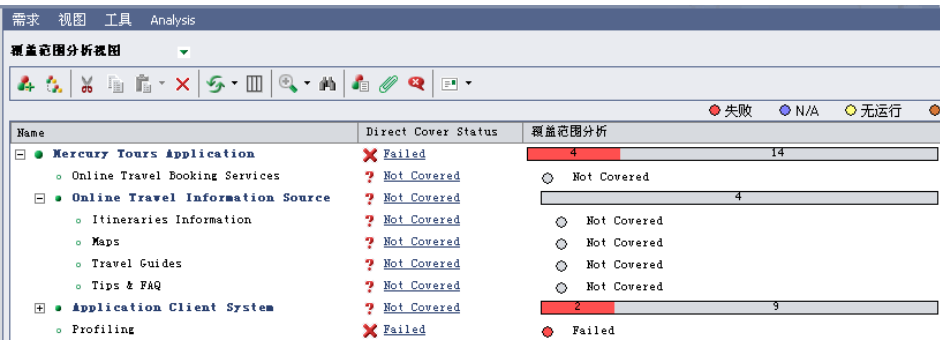 需求 视图 工具 Analysis
覆盖范围分析视图
失败 N/A 无运行
Name Direct Cover Status 覆盖范围分析
Mercury Tours Application Failed 4 14
Online Travel Booking Services ? Not Covered Not Covered
Online Travel Information Source ? Not Covered 4
Itineraries Information ? Not Covered Not Covered
Maps ? Not Covered Not Covered
Travel Guides ? Not Covered Not Covered
Tips & FAQ ? Not Covered Not Covered
Application Client System ? Not Covered 2 9
Profiling Failed Failed